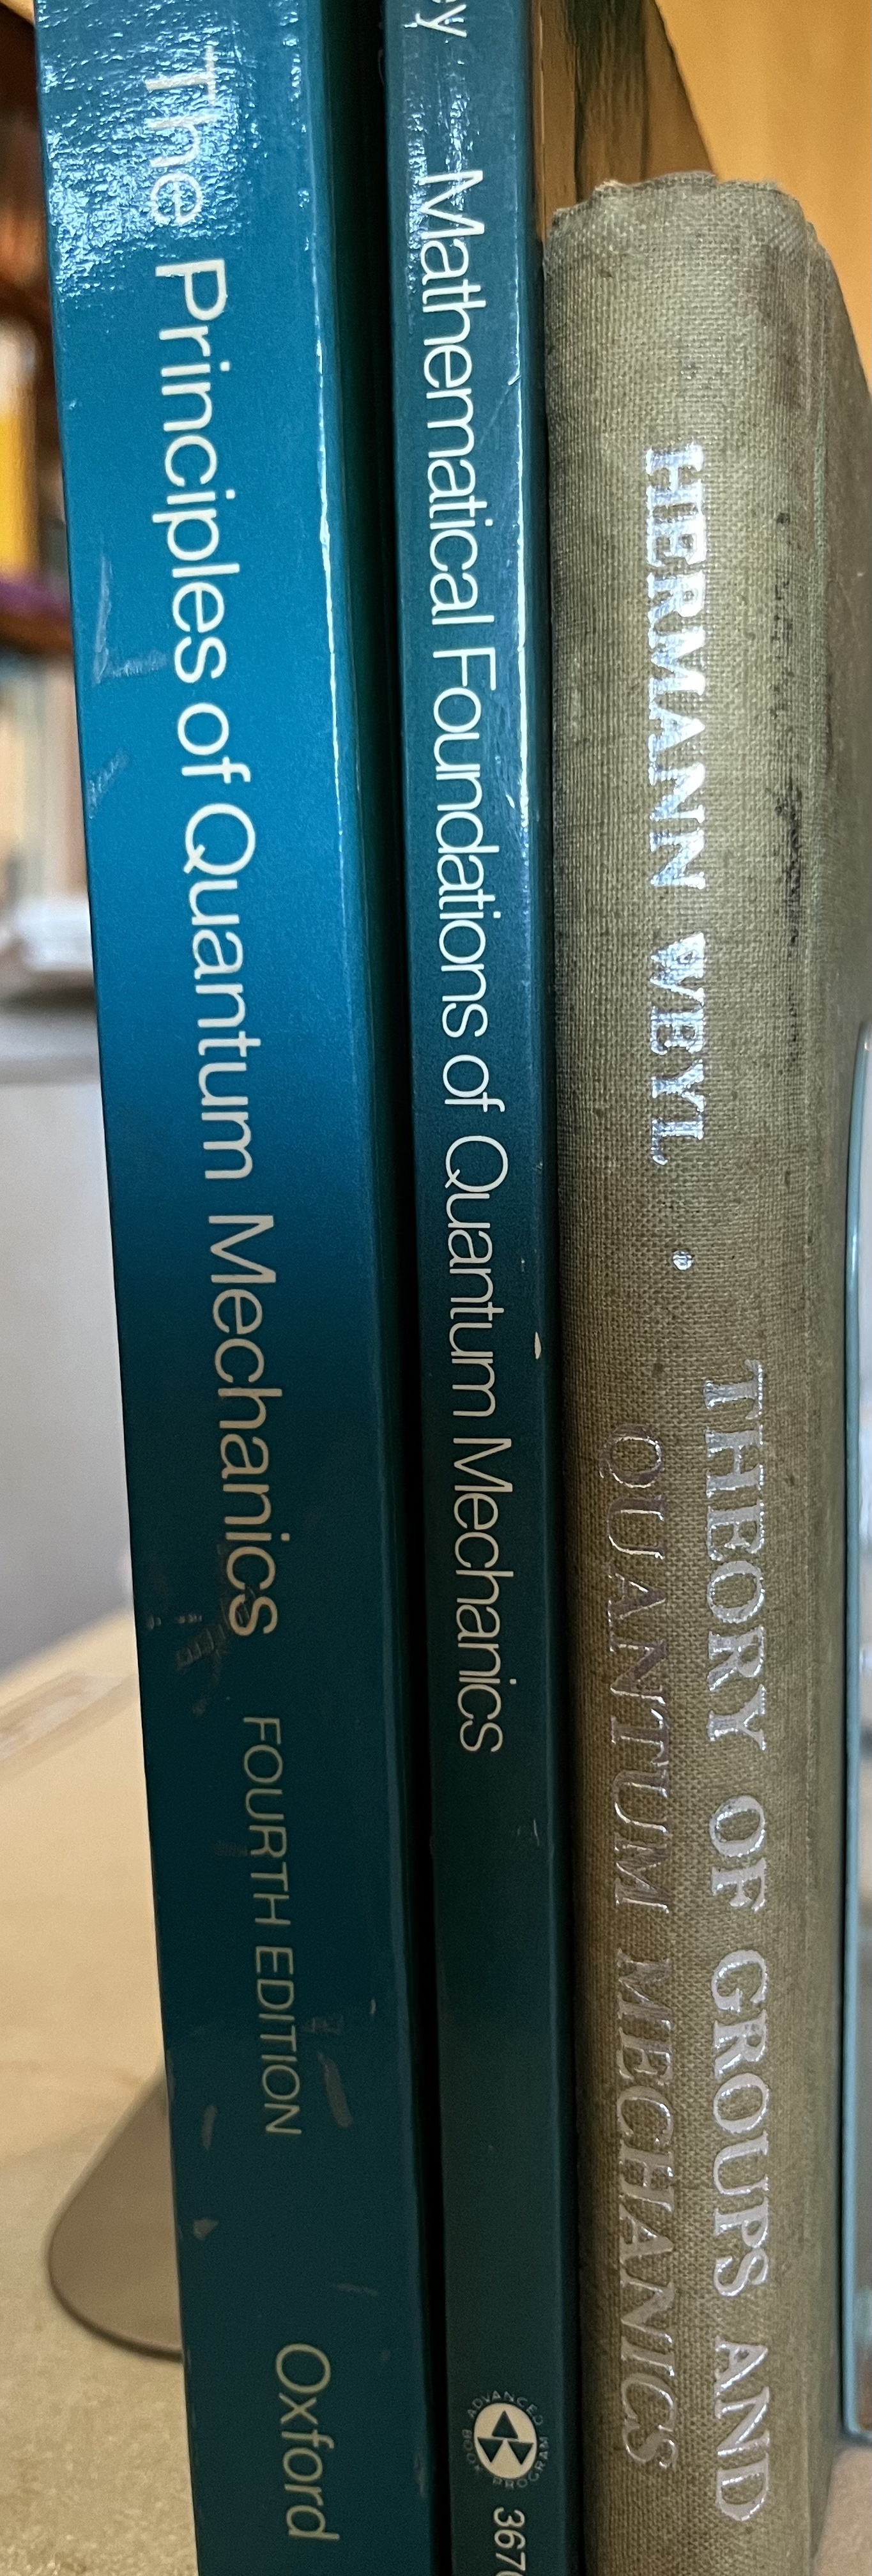 The Principles of Quantum Mechanics FOURTH EDITION Oxford
Mathematical Foundations of Quantum Mechanics
ADVANCED BOOK PROGRAM
HERMANN WEYL · THEORY OF GROUPS AND
QUANTUM MECHANICS